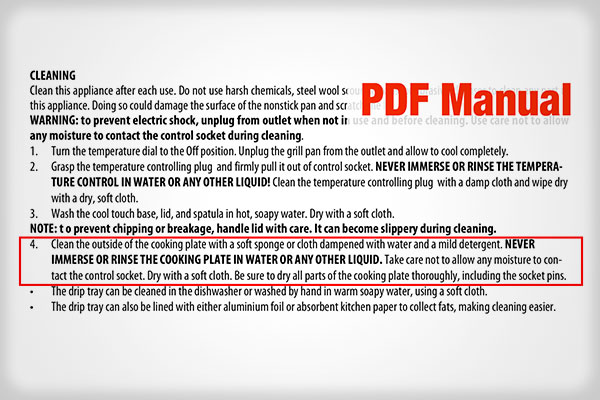 CLEANING
Clean this appliance after each use. Do not use harsh chemicals, steel wool
this appliance. Doing so could damage the surface of the nonstick pan and
PDF Manual
WARNING: to prevent electric shock, unplug from outlet when not in use and before cleaning. Use care not to allow
any moisture to contact the control socket during cleaning.
1. Turn the temperature dial to the Off position. Unplug the grill pan from the outlet and allow to cool completely.
2. Grasp the temperature controlling plug and firmly pull it out of control socket. NEVER IMMERSE OR RINSE THE TEMPERA-
TURE CONTROL IN WATER OR ANY OTHER LIQUID! Clean the temperature controlling plug with a damp cloth and wipe dry
with a dry, soft cloth.
3. Wash the cool touch base, lid, and spatula in hot, soapy water. Dry with a soft cloth.
NOTE: t o prevent chipping or breakage, handle lid with care. It can become slippery during cleaning.
4. Clean the outside of the cooking plate with a soft sponge or cloth dampened with water and a mild detergent. NEVER
IMMERSE OR RINSE THE COOKING PLATE IN WATER OR ANY OTHER LIQUID. Take care not to allow any moisture to con-
tact the control socket. Dry with a soft cloth. Be sure to dry all parts of the cooking plate thoroughly, including the socket pins.
• The drip tray can be cleaned in the dishwasher or washed by hand in warm soapy water, using a soft cloth.
• The drip tray can also be lined with either aluminium foil or absorbent kitchen paper to collect fats, making cleaning easier.